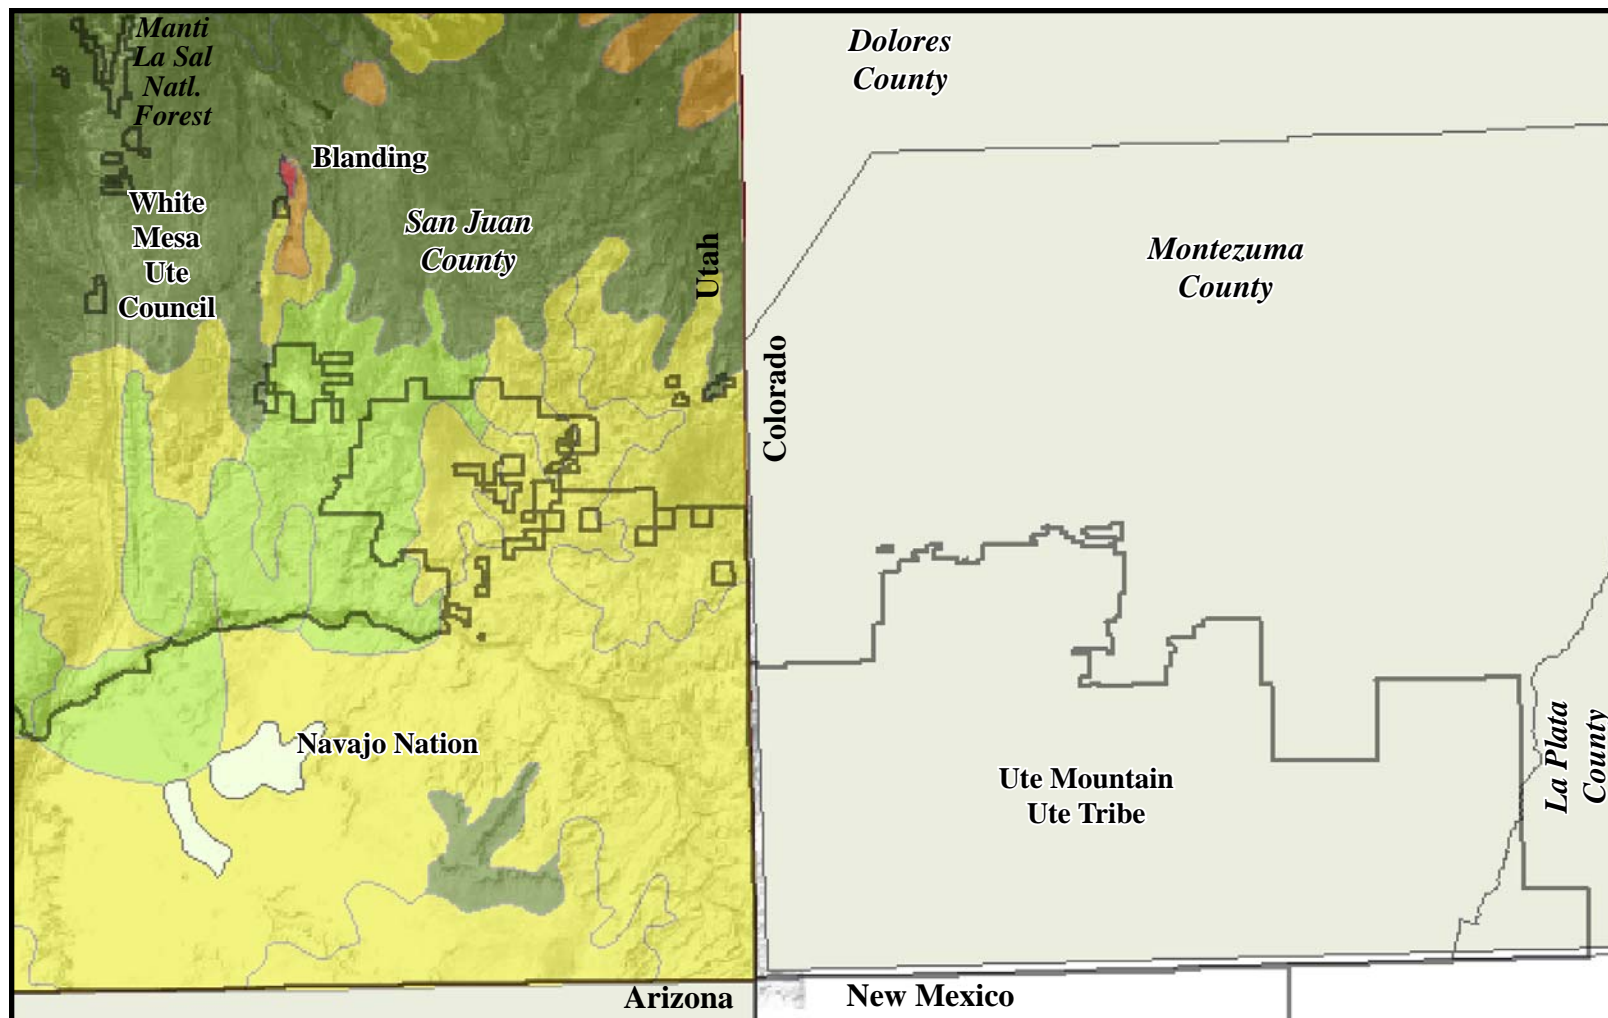 Manti
La Sal
Natl.
Forest
Dolores
County
Blanding
White
Mesa
Ute
Council
San Juan
County
Utah
Colorado
Montezuma
County
Navajo Nation
Ute Mountain
Ute Tribe
La Plata
County
Arizona
New Mexico